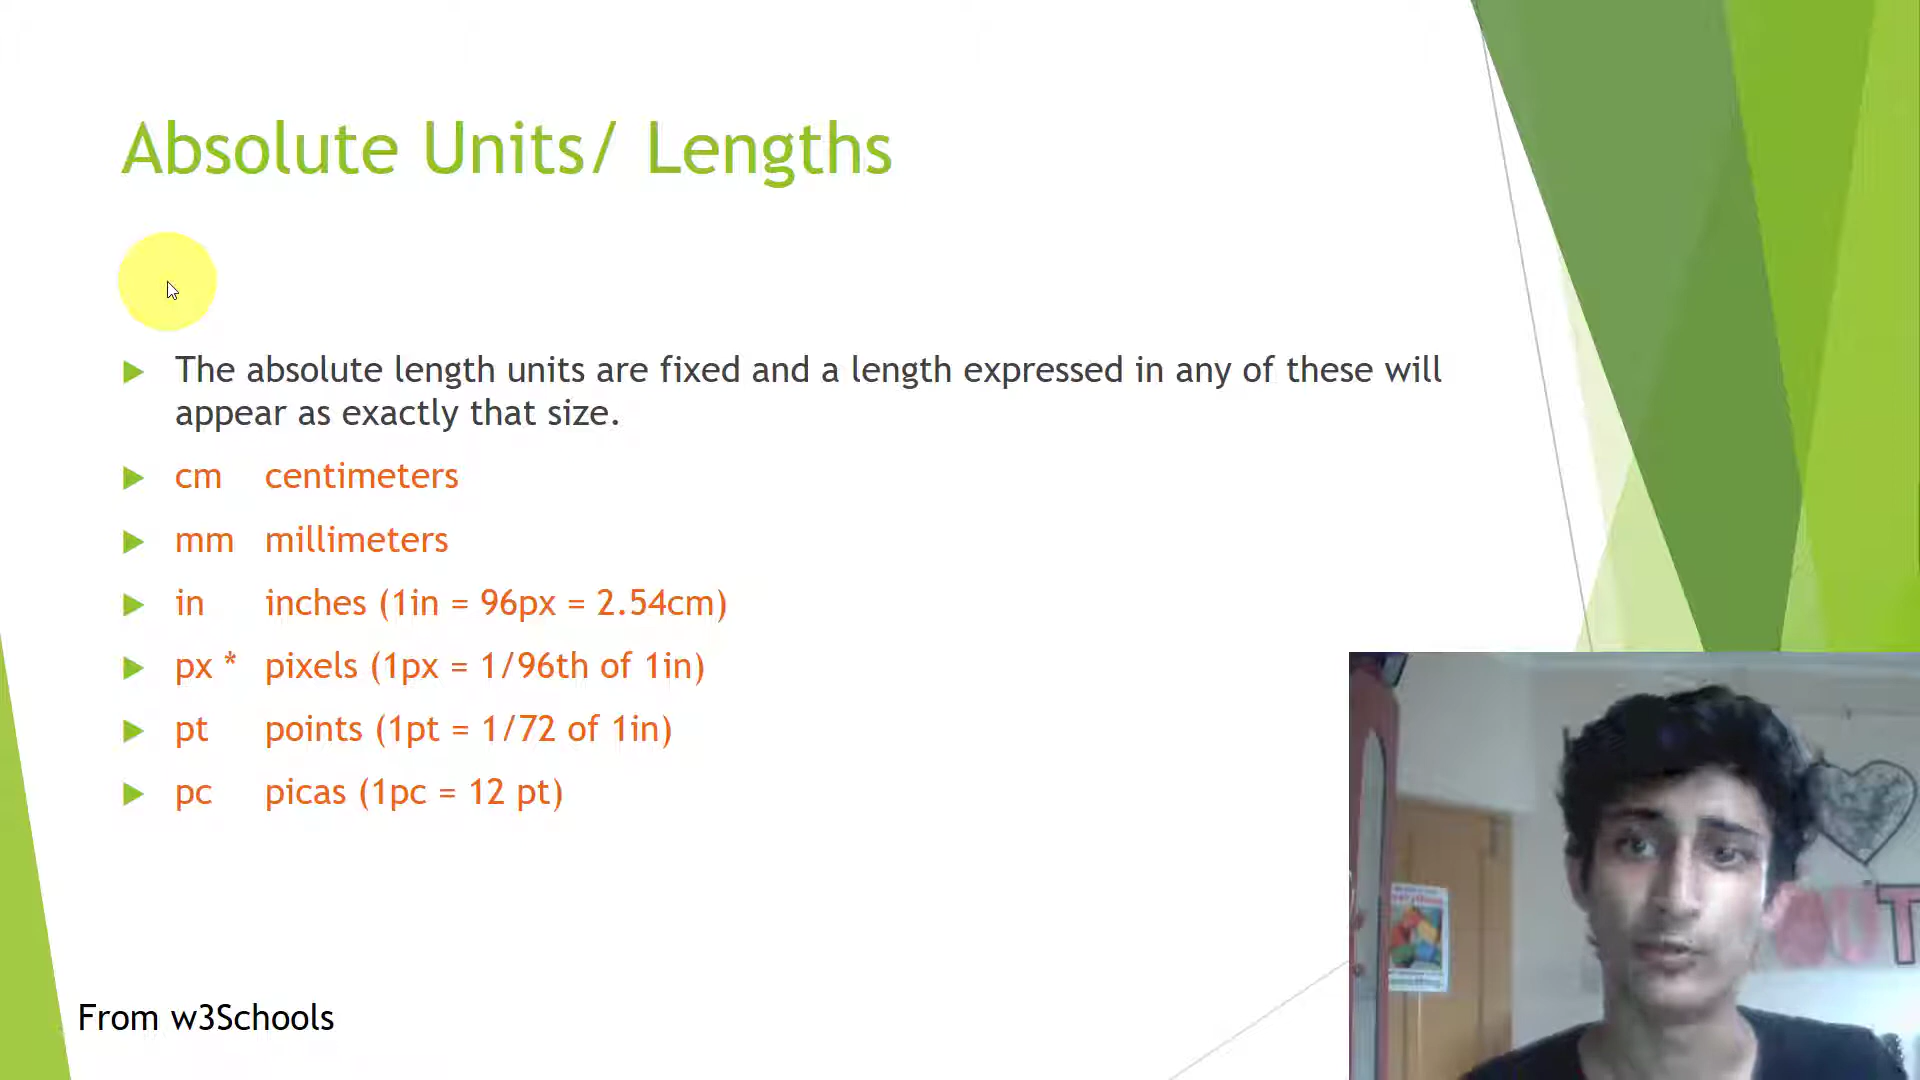 Absolute Units/ Lengths
The absolute length units are fixed and a length expressed in any of these will
appear as exactly that size.
cm centimeters
mm millimeters
in inches (1in = 96px = 2.54cm)
px * pixels (1px = 1/96th of 1in)
pt points (1pt = 1/72 of 1in)
pc picas (1pc = 12 pt)
From w3Schools